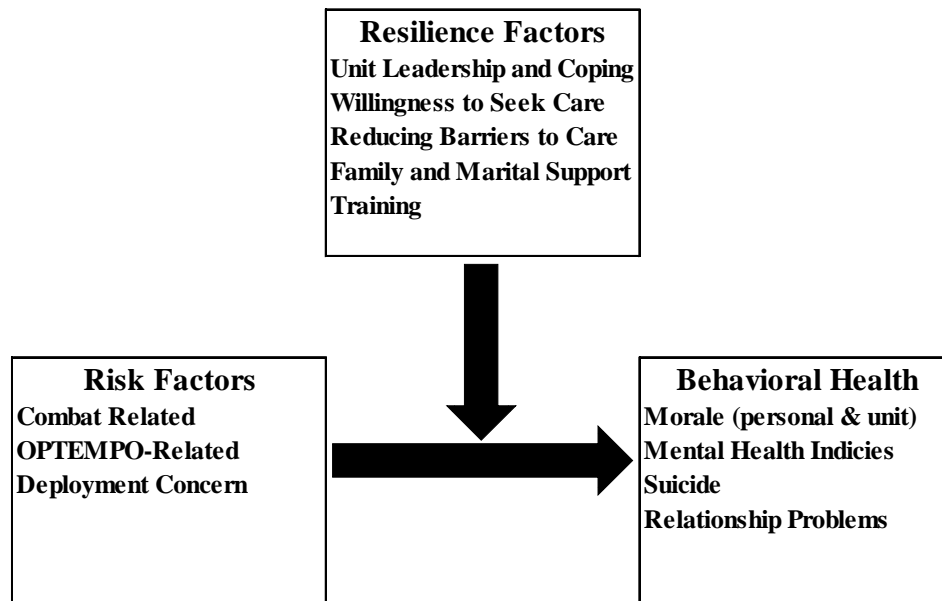 Resilience Factors
Unit Leadership and Coping
Willingness to Seek Care
Reducing Barriers to Care
Family and Marital Support
Training
Risk Factors
Combat Related
OPTEMPO-Related
Deployment Concern
Behavioral Health
Morale (personal & unit)
Mental Health Indicies
Suicide
Relationship Problems